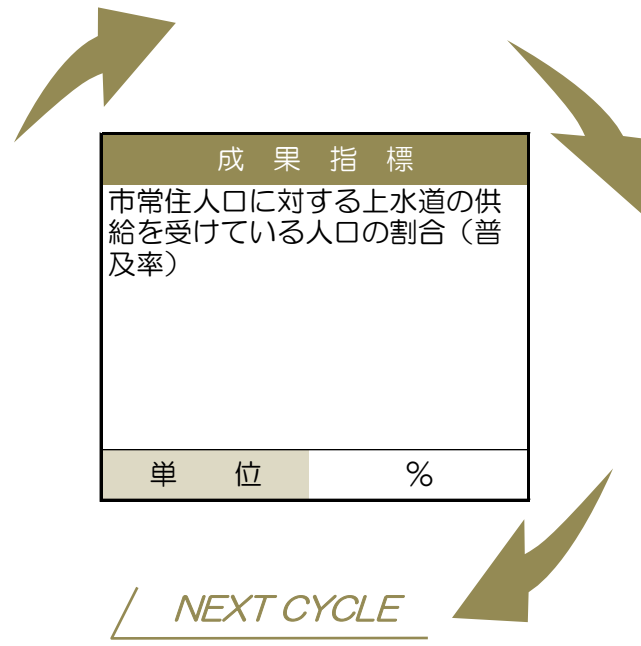 成果指標
市常住人口に対する上水道の供
給を受けている人口の割合（普
及率）
単位 %
NEXT CYCLE